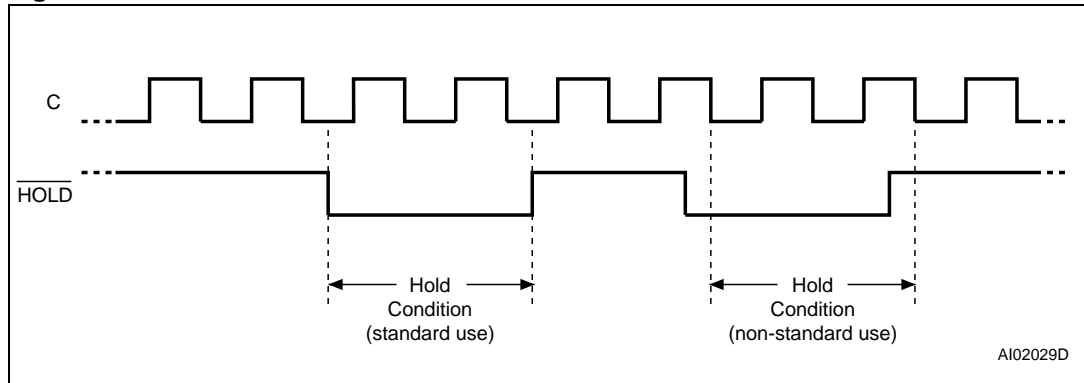 C
HOLD
Hold
Condition
(standard use)
Hold
Condition
(non-standard use)
AI02029D